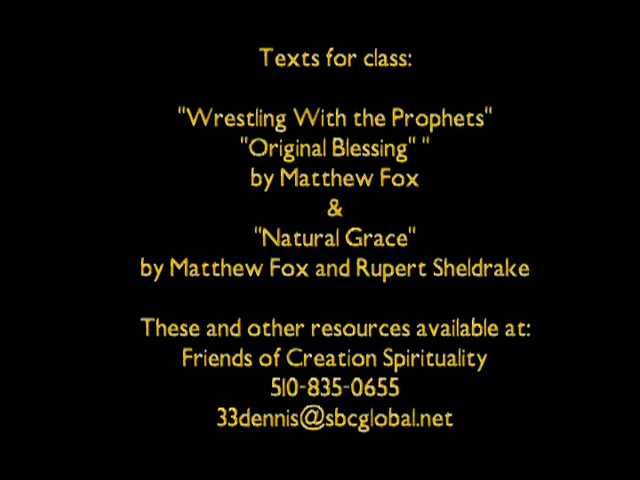 Texts for class:
"Wrestling With the Prophets"
"Original Blessing" "
by Matthew Fox
&
"Natural Grace"
by Matthew Fox and Rupert Sheldrake
These and other resources available at:
Friends of Creation Spirituality
510-835-0655
33dennis@sbcglobal.net